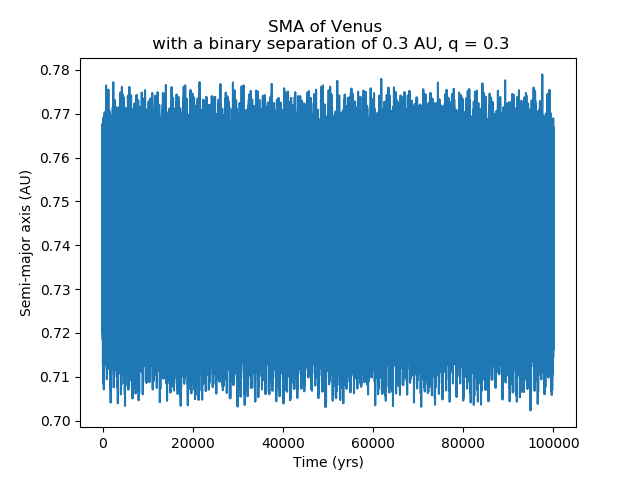 SMA of Venus
with a binary separation of 0.3 AU, q = 0.3
0.78
0.77
0.76
0.75
0.74
0.73
0.72
0.71
0.70
Semi-major axis (AU)
0 20000 40000 60000 80000 100000
Time (yrs)